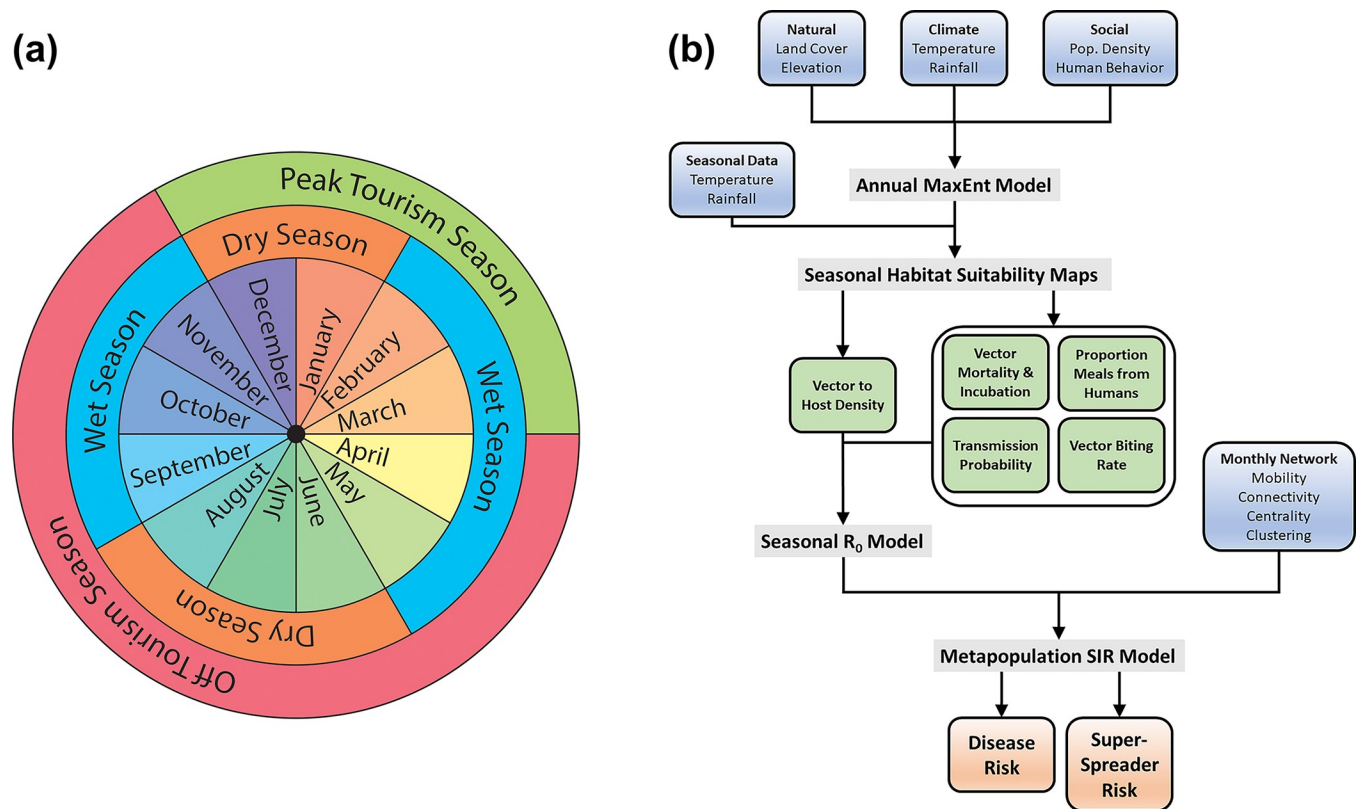 (a)
Peak Tourism Season
Dry Season
Wet Season
Wet Season
Dry Season
Off Tourism Season
January
February
March
April
May
June
July
August
September
October
November
December
(b)
Natural
Land Cover
Elevation
Climate
Temperature
Rainfall
Social
Pop. Density
Human Behavior
Seasonal Data
Temperature
Rainfall
Annual MaxEnt Model
Seasonal Habitat Suitability Maps
Vector to
Host Density
Vector
Mortality &
Incubation
Proportion
Meals from
Humans
Transmission
Probability
Vector Biting
Rate
Monthly Network
Mobility
Connectivity
Centrality
Clustering
Seasonal R₀ Model
Metapopulation SIR Model
Disease
Risk
Super-
Spreader
Risk